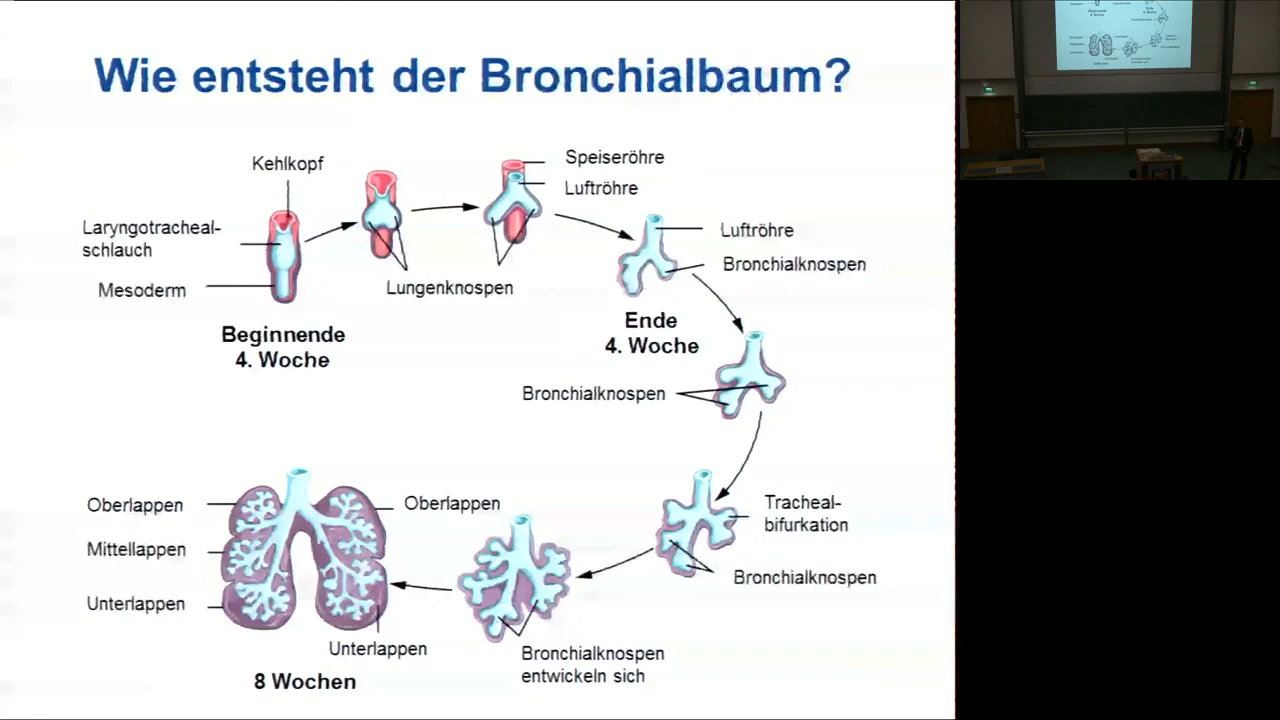 Wie entsteht der Bronchialbaum?
Kehlkopf
Laryngotracheal-
schlauch
Mesoderm
Beginnende
4. Woche
Lungenknospen
Speiseröhre
Luftröhre
Luftröhre
Bronchialknospen
Ende
4. Woche
Bronchialknospen
Tracheal-
bifurkation
Bronchialknospen
Bronchialknospen
entwickeln sich
Oberlappen
Mittellappen
Unterlappen
Oberlappen
Unterlappen
8 Wochen